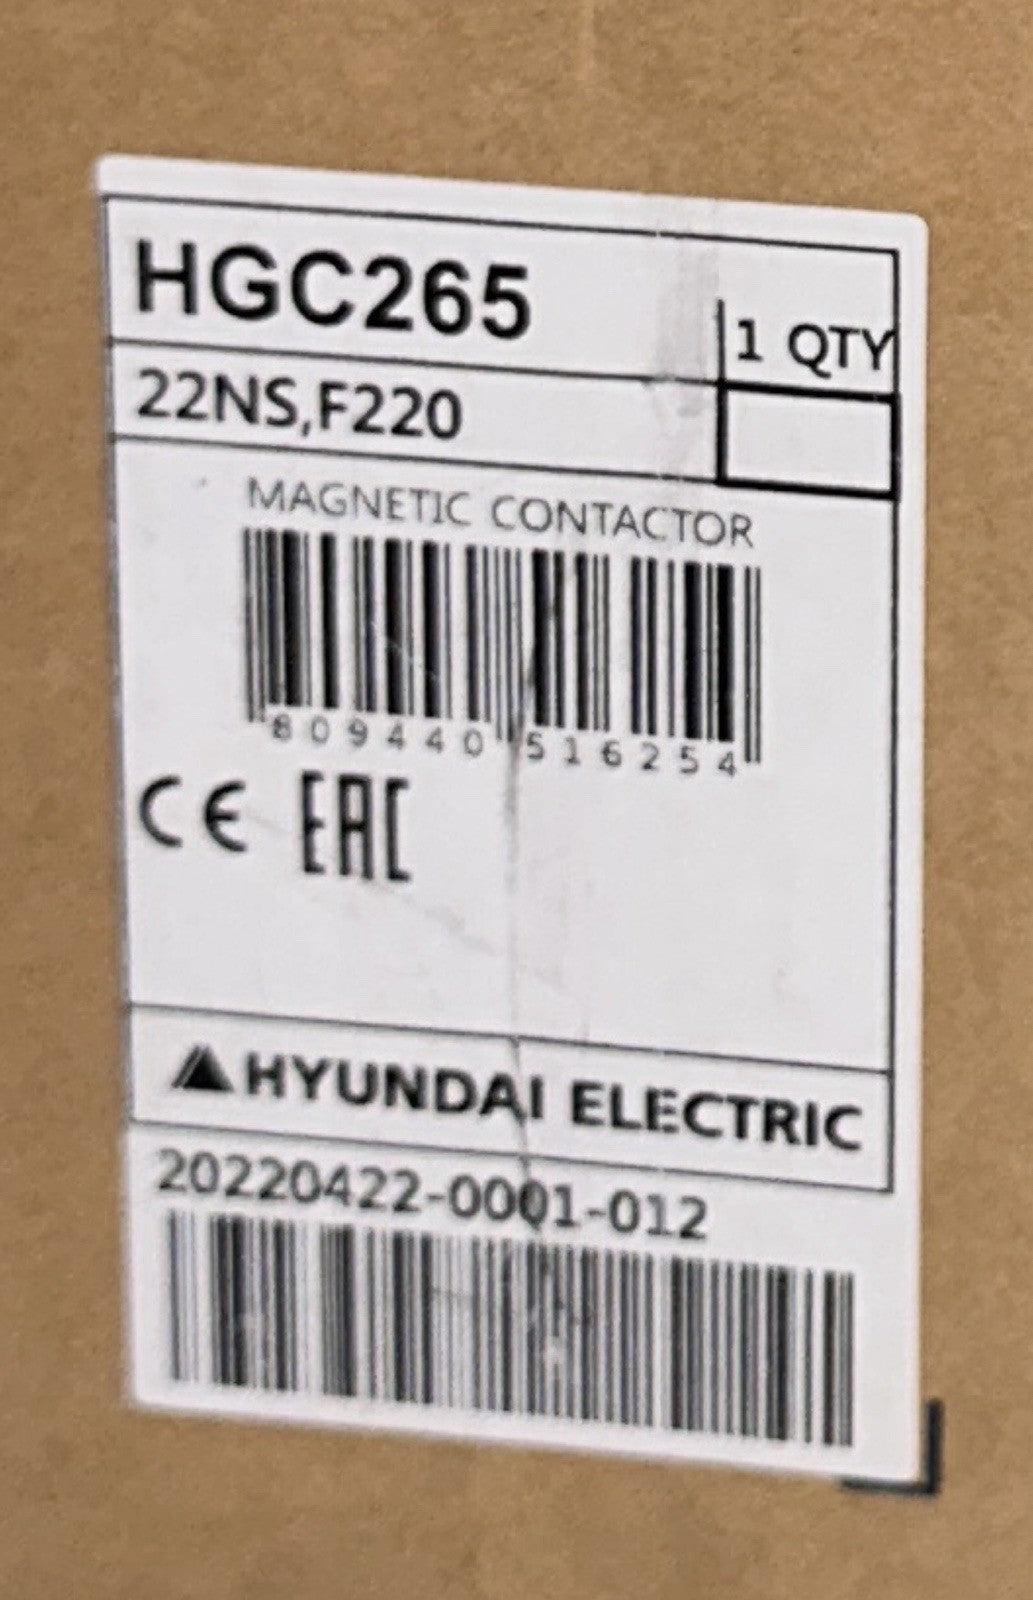 HGC265
1 QTY
22NS,F220
MAGNETIC CONTACTOR
809440 516254
CE EAC
HYUNDAI ELECTRIC
20220422-0001-012